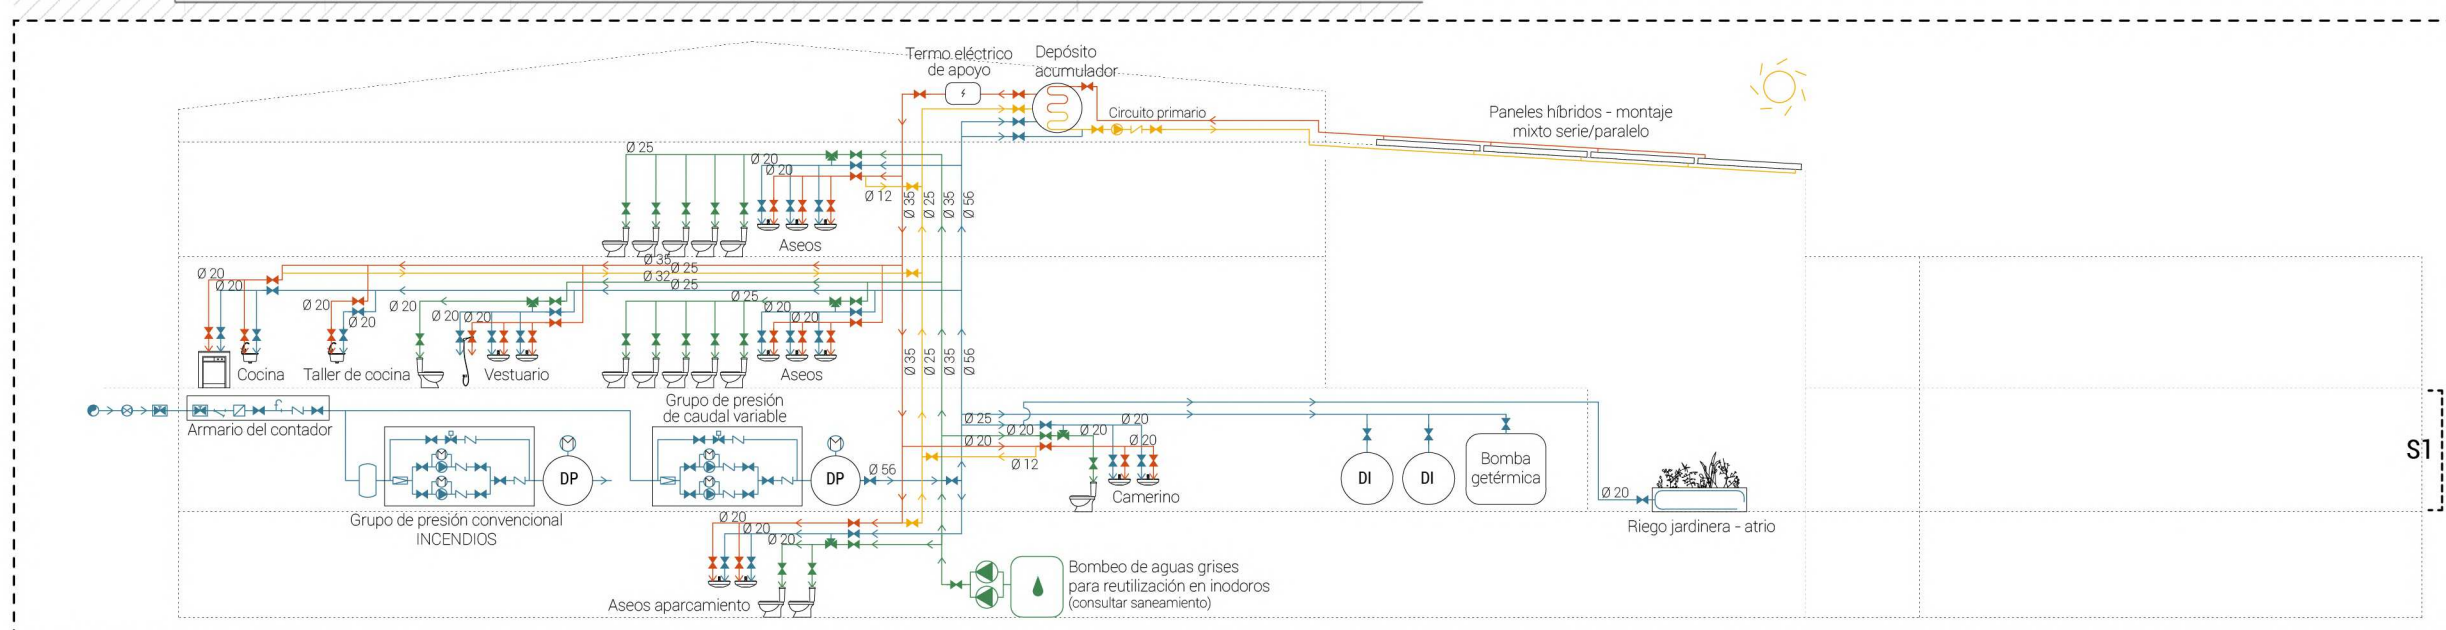 Termo eléctrico
de apoyo
Depósito
acumulador
Circuito primario
Paneles híbridos - montaje
mixto serie/paralelo
Ø 25
Ø 20
Ø 20
Ø 12
Ø 35
Ø 25
Ø 35
Ø 56
Aseos
Ø 35
Ø 25
Ø 32
Ø 25
Ø 20
Ø 20
Ø 20
Ø 20
Ø 20
Ø 20
Ø 20
Ø 25
Ø 20
Ø 20
Ø 35
Ø 25
Ø 35
Ø 56
Cocina
Taller de cocina
Vestuario
Aseos
Grupo de presión
de caudal variable
Armario del contador
DP
DP
Ø 56
Grupo de presión convencional
INCENDIOS
Ø 25
Ø 20
Ø 20
Ø 20
Ø 20
Ø 20
Ø 12
Camerino
DI
DI
Bomba
getérmica
Ø 20
Riego jardinera - atrio
S1
Ø 20
Ø 20
Ø 20
Aseos aparcamiento
Bombeo de aguas grises
para reutilización en inodoros
(consultar saneamiento)